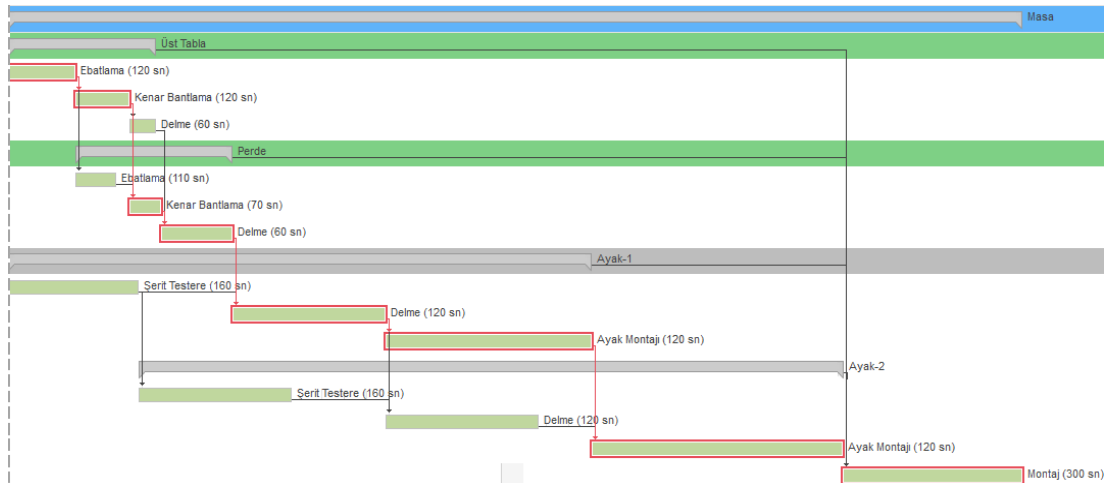 Masa
Üst Tabla
Ebatlama (120 sn)
Kenar Bantlama (120 sn)
Delme (60 sn)
Perde
Ebatlama (110 sn)
Kenar Bantlama (70 sn)
Delme (60 sn)
Ayak-1
Şerit Testere (160 sn)
Delme (120 sn)
Ayak Montajı (120 sn)
Ayak-2
Şerit Testere (160 sn)
Delme (120 sn)
Ayak Montajı (120 sn)
Montaj (300 sn)